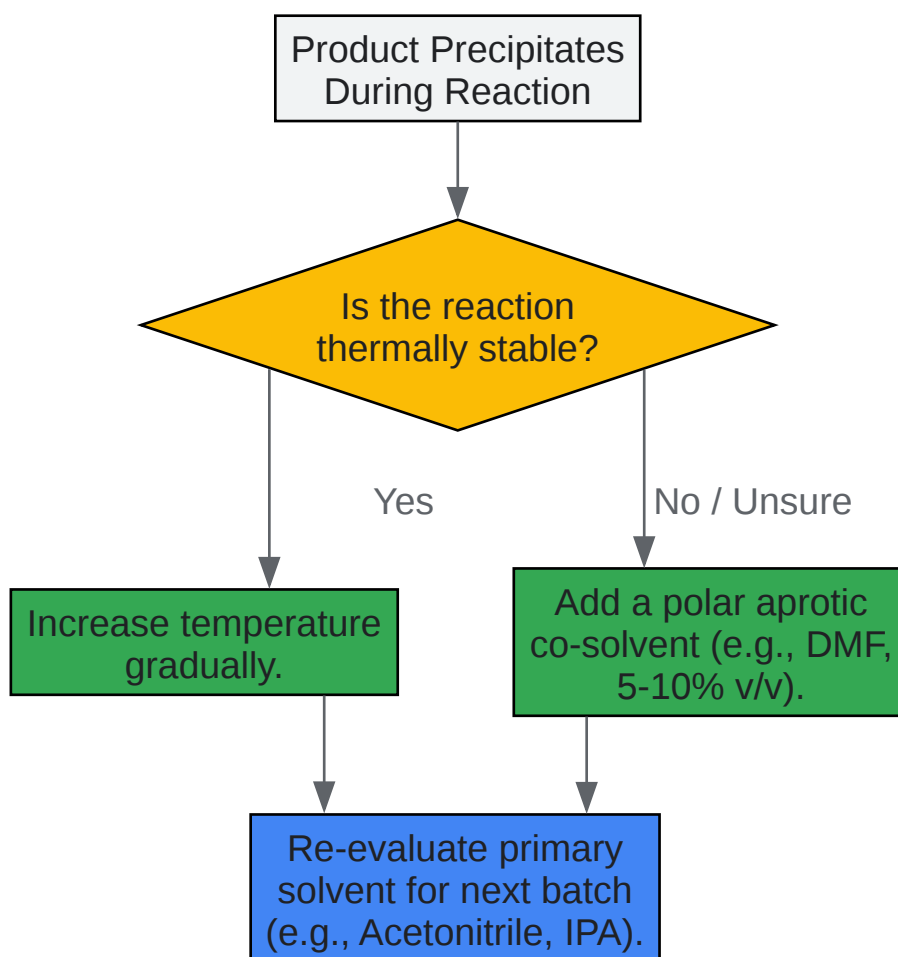 Product Precipitates
During Reaction
Is the reaction
thermally stable?
Yes
No / Unsure
Increase temperature
gradually.
Add a polar aprotic
co-solvent (e.g., DMF,
5-10% v/v).
Re-evaluate primary
solvent for next batch
(e.g., Acetonitrile, IPA).